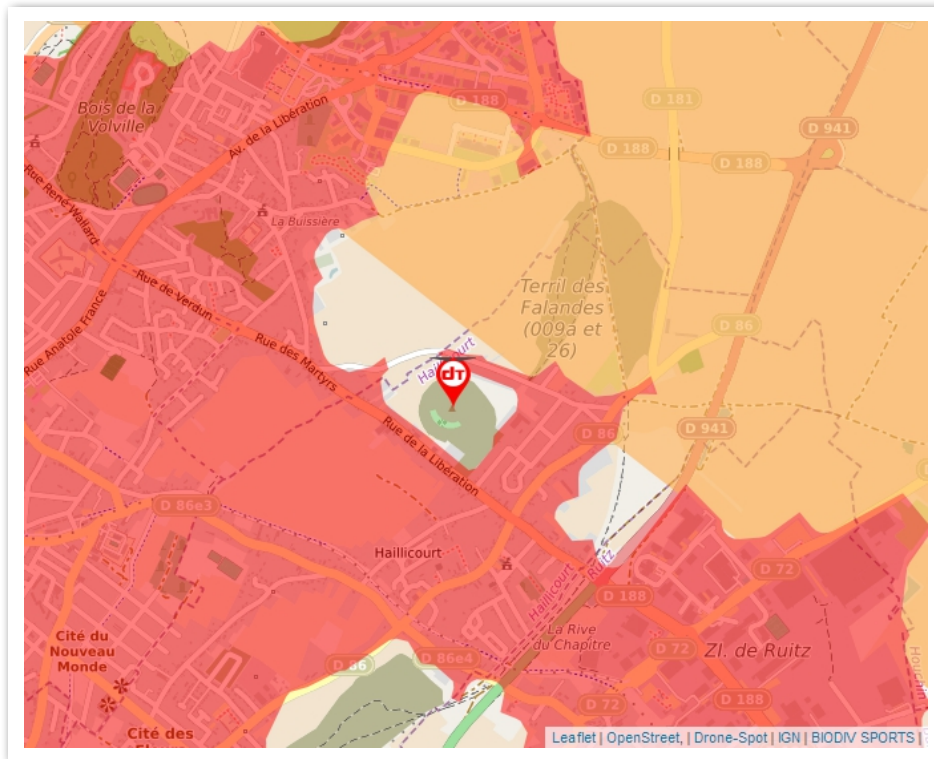 Bois de la
Volville
Av. de la Libération
D 188
D 181
D 941
D 188
D 188
Rue René Wallard
La Buissière
Rue de Verdun
Rue Anatole France
Rue des Martyrs
Terril des
Falandes
(009a et
26)
D 86
Haillicourt
dT
Rue de la Libération
D 86
D 941
D 86e3
Haillicourt
Haillicourt
Ruitz
D 72
D 188
La Rive
du Chapitre
Cité du
Nouveau
Monde
D 86
D 86e4
D 72
ZI. de Ruitz
D 188
D 72
Cité des
Leaflet | OpenStreet, | Drone-Spot | IGN | BIODIV SPORTS |